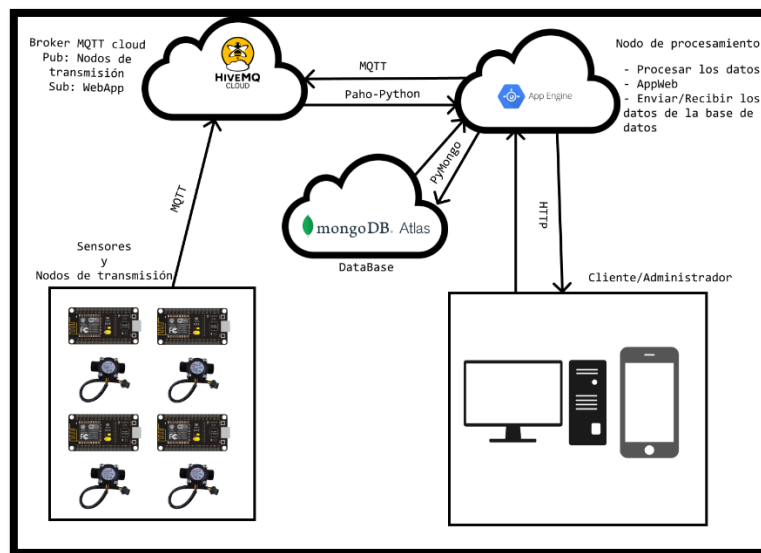 Broker MQTT cloud
Pub: Nodos de
transmisión
Sub: WebApp
HIVEMQ
CLOUD
MQTT
Paho-Python
App Engine
Nodo de procesamiento
- Procesar los datos
- AppWeb
- Enviar/Recibir los
datos de la base de
datos
MQTT
PyMongo
HTTP
mongoDB. Atlas
DataBase
Sensores
y
Nodos de transmisión
Cliente/Administrador